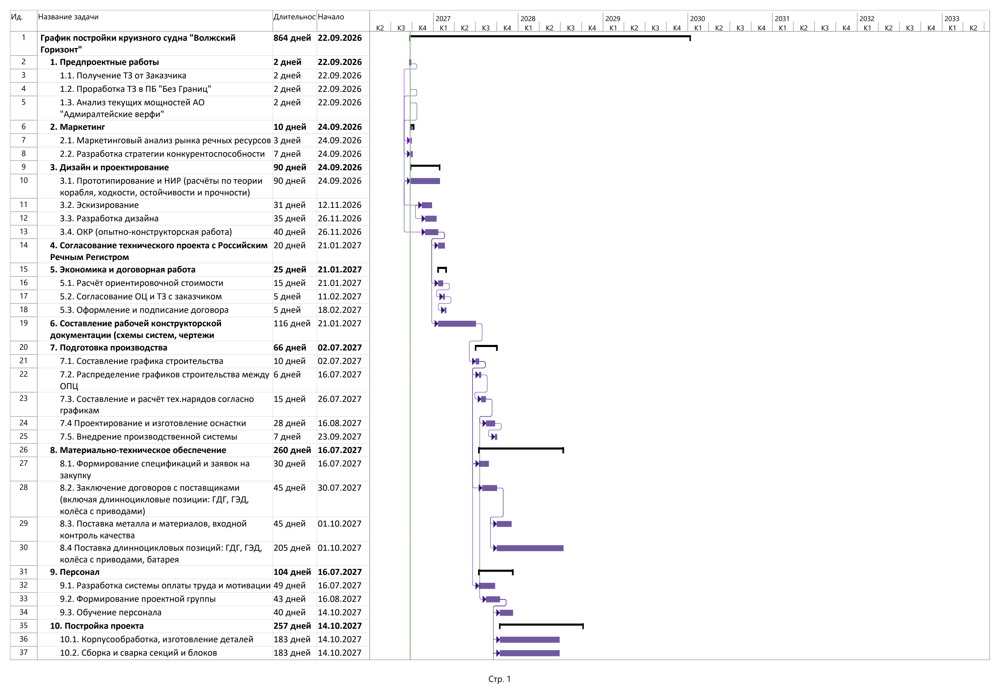 Ид. Название задачи Длительнос Начало
2027 2028 2029 2030 2031 2032 2033
К2 К3 К4 К1 К2 К3 К4 К1 К2 К3 К4 К1 К2 К3 К4 К1 К2 К3 К4 К1 К2 К3 К4 К1 К2 К3 К4 К1 К2
1 График постройки круизного судна "Волжский 864 дней 22.09.2026
Горизонт"
2 1. Предпроектные работы 2 дней 22.09.2026
3 1.1. Получение ТЗ от Заказчика 2 дней 22.09.2026
4 1.2. Проработка ТЗ в ПБ "Без Границ" 2 дней 22.09.2026
5 1.3. Анализ текущих мощностей АО 2 дней 22.09.2026
"Адмиралтейские верфи"
6 2. Маркетинг 10 дней 24.09.2026
7 2.1. Маркетинговый анализ рынка речных ресурсов 3 дней 24.09.2026
8 2.2. Разработка стратегии конкурентоспособности 7 дней 24.09.2026
9 3. Дизайн и проектирование 90 дней 24.09.2026
10 3.1. Прототипирование и НИР (расчёты по теории 90 дней 24.09.2026
корабля, ходкости, остойчивости и прочности)
11 3.2. Эскизирование 31 дней 12.11.2026
12 3.3. Разработка дизайна 35 дней 26.11.2026
13 3.4. ОКР (опытно-конструкторская работа) 40 дней 26.11.2026
14 4. Согласование технического проекта с Российским 20 дней 21.01.2027
Речным Регистром
15 5. Экономика и договорная работа 25 дней 21.01.2027
16 5.1. Расчёт ориентировочной стоимости 15 дней 21.01.2027
17 5.2. Согласование ОЦ и ТЗ с заказчиком 5 дней 11.02.2027
18 5.3. Оформление и подписание договора 5 дней 18.02.2027
19 6. Составление рабочей конструкторской 116 дней 21.01.2027
документации (схемы систем, чертежи
20 7. Подготовка производства 66 дней 02.07.2027
21 7.1. Составление графика строительства 10 дней 02.07.2027
22 7.2. Распределение графиков строительства между 6 дней 16.07.2027
ОПЦ
23 7.3. Составление и расчёт тех.нарядов согласно 15 дней 26.07.2027
графикам
24 7.4 Проектирование и изготовление оснастки 28 дней 16.08.2027
25 7.5. Внедрение производственной системы 7 дней 23.09.2027
26 8. Материально-техническое обеспечение 260 дней 16.07.2027
27 8.1. Формирование спецификаций и заявок на 30 дней 16.07.2027
закупку
28 8.2. Заключение договоров с поставщиками 45 дней 30.07.2027
(включая длинноцикловые позиции: ГДГ, ГЭД,
колёса с приводами)
29 8.3. Поставка металла и материалов, входной 45 дней 01.10.2027
контроль качества
30 8.4 Поставка длинноцикловых позиций: ГДГ, ГЭД, 205 дней 01.10.2027
колёса с приводами, батарея
31 9. Персонал 104 дней 16.07.2027
32 9.1. Разработка системы оплаты труда и мотивации 49 дней 16.07.2027
33 9.2. Формирование проектной группы 43 дней 16.08.2027
34 9.3. Обучение персонала 40 дней 14.10.2027
35 10. Постройка проекта 257 дней 14.10.2027
36 10.1. Корпусообработка, изготовление деталей 183 дней 14.10.2027
37 10.2. Сборка и сварка секций и блоков 183 дней 14.10.2027
Стр. 1